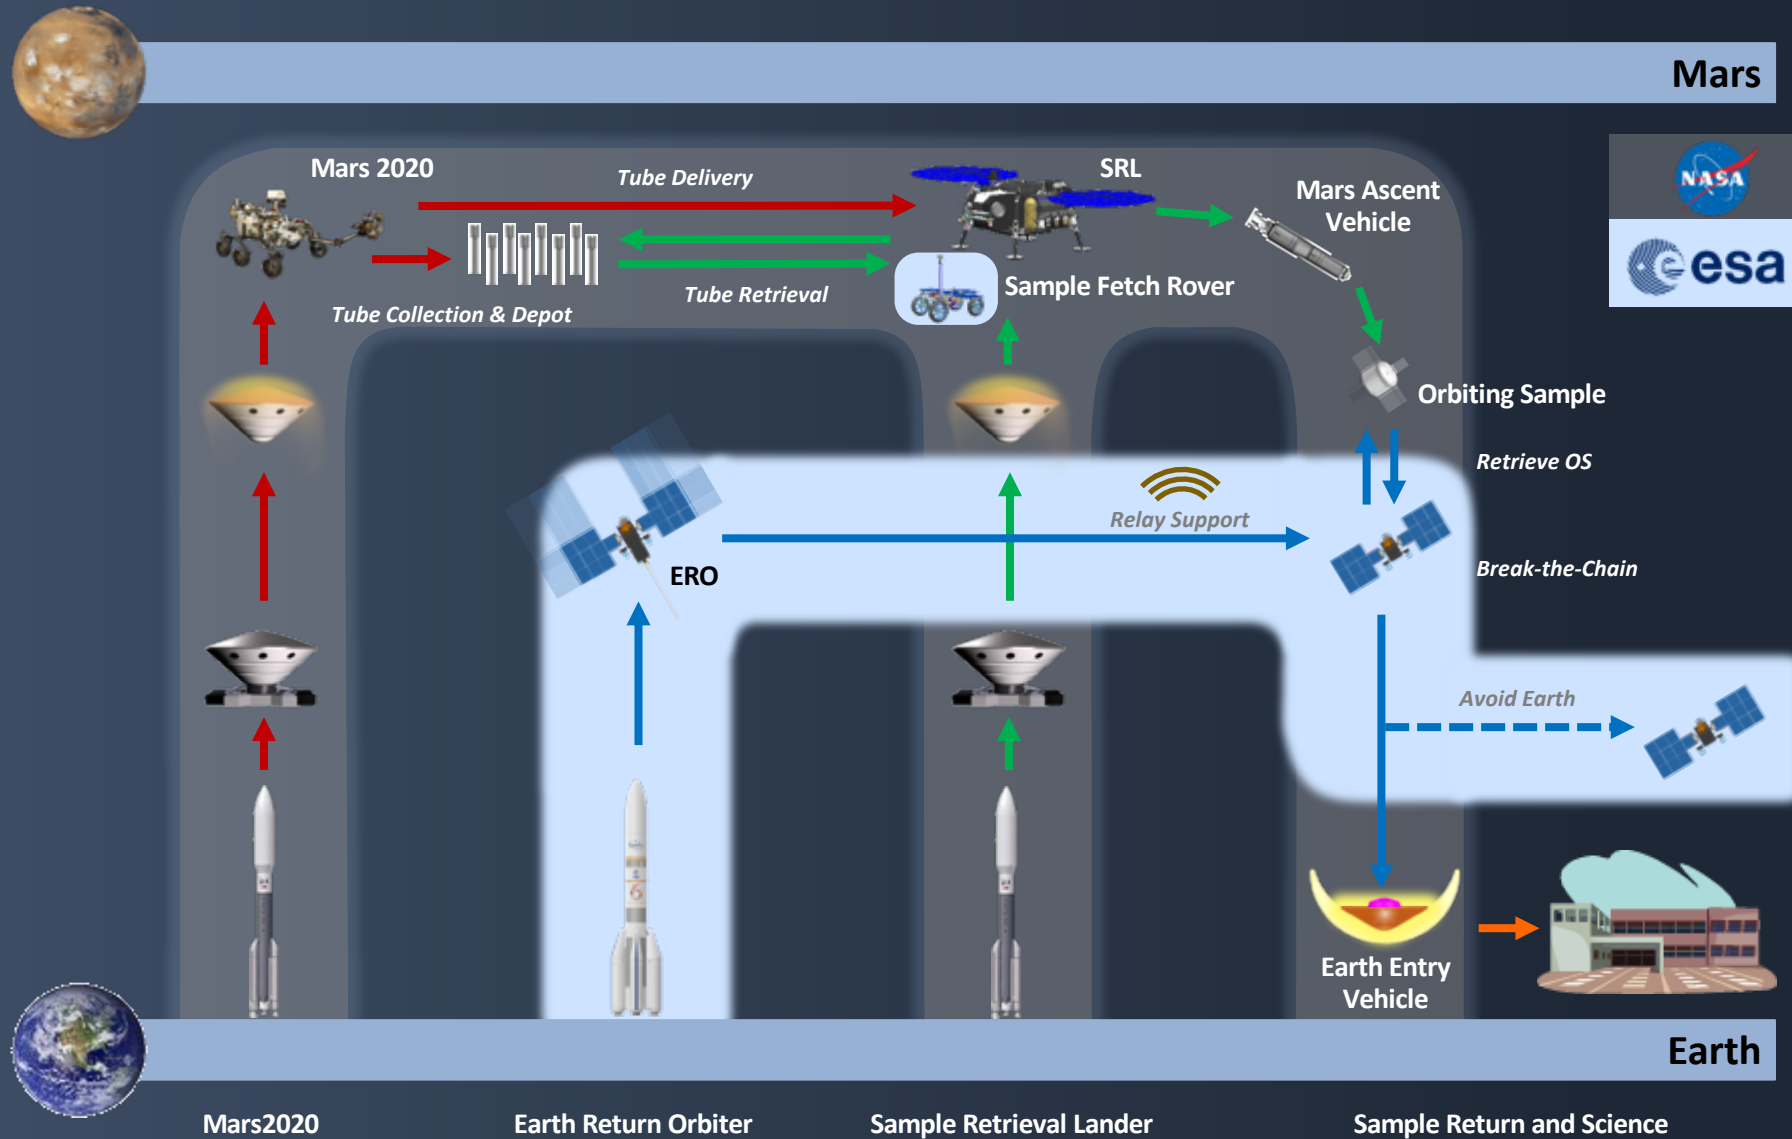 Mars
Mars 2020
Tube Delivery
SRL
Mars Ascent
Vehicle
NASA
esa
Tube Collection & Depot
Tube Retrieval
Sample Fetch Rover
Orbiting Sample
Retrieve OS
Relay Support
ERO
Break-the-Chain
Avoid Earth
6
Earth Entry
Vehicle
Earth
Mars2020
Earth Return Orbiter
Sample Retrieval Lander
Sample Return and Science